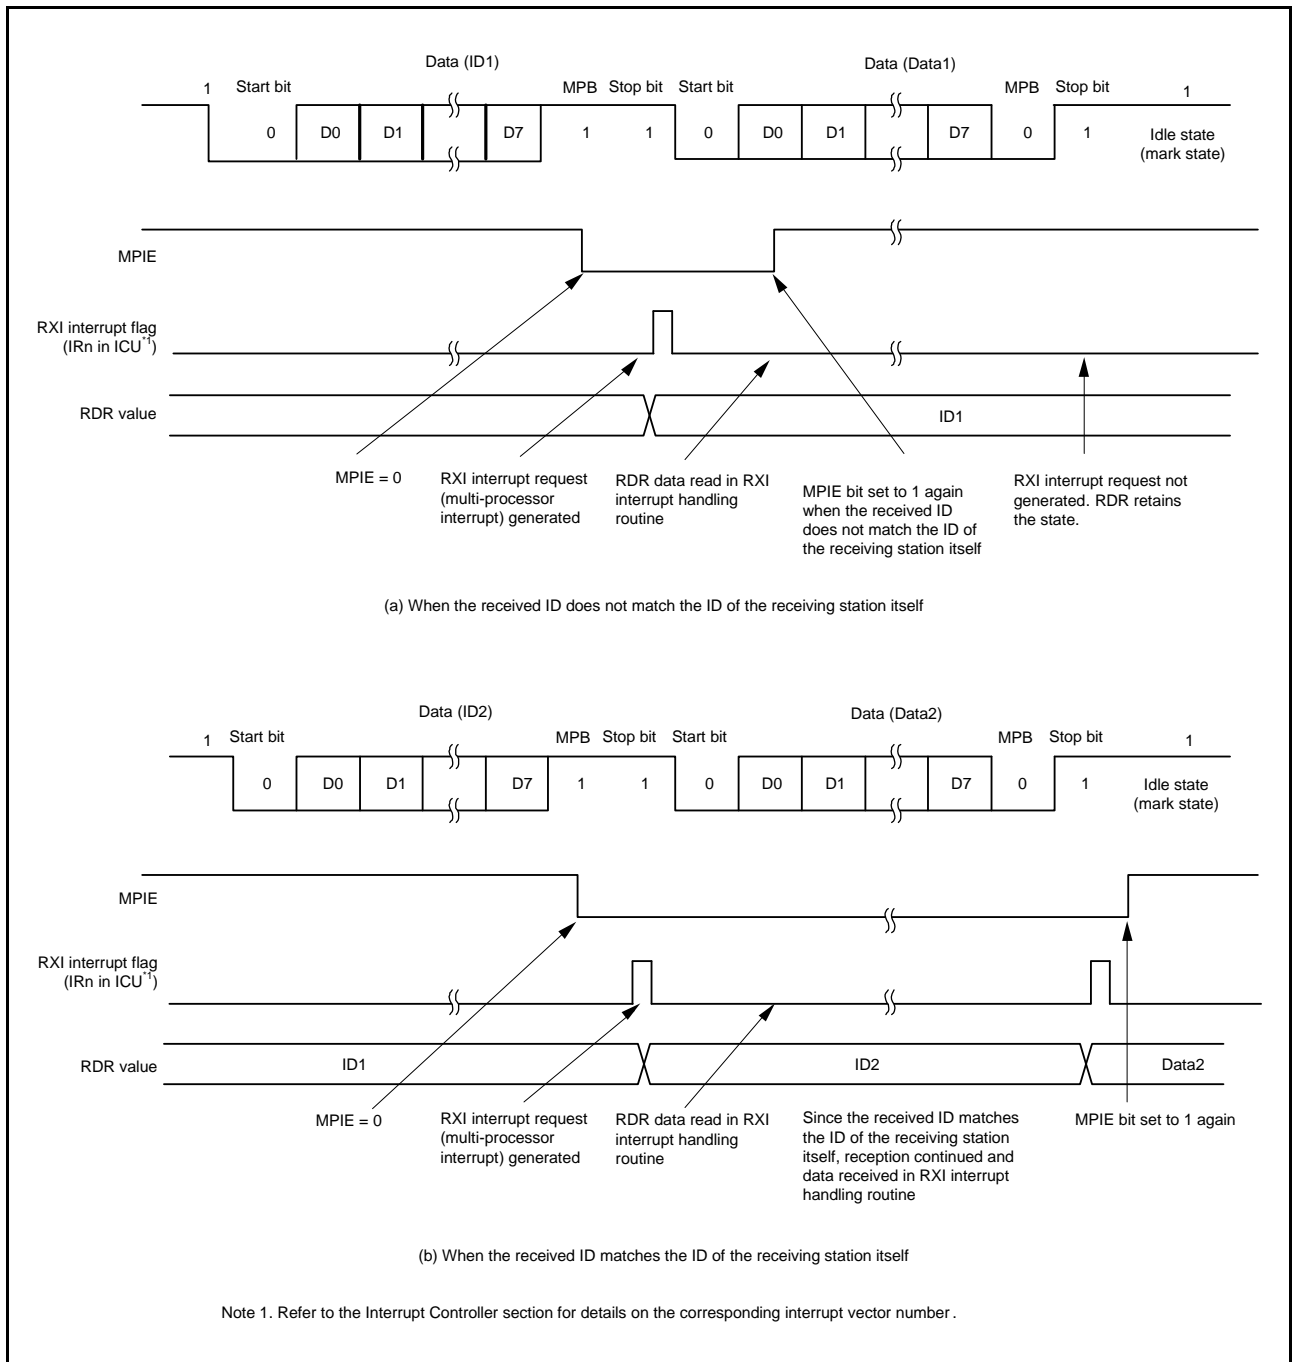 Data (ID1) Data (Data1)
1 Start bit MPB Stop bit Start bit MPB Stop bit 1
0 D0 D1 D7 1 1 0 D0 D1 D7 0 1 Idle state
(mark state)
MPIE
RXI interrupt flag
(IRn in ICU*1)
RDR value
ID1
MPIE = 0
RXI interrupt request
(multi-processor
interrupt) generated
RDR data read in RXI
interrupt handling
routine
MPIE bit set to 1 again
when the received ID
does not match the ID of
the receiving station itself
RXI interrupt request not
generated. RDR retains
the state.
(a) When the received ID does not match the ID of the receiving station itself
Data (ID2) Data (Data2)
1 Start bit MPB Stop bit Start bit MPB Stop bit 1
0 D0 D1 D7 1 1 0 D0 D1 D7 0 1 Idle state
(mark state)
MPIE
RXI interrupt flag
(IRn in ICU*1)
RDR value
ID1 ID2 Data2
MPIE = 0
RXI interrupt request
(multi-processor
interrupt) generated
RDR data read in RXI
interrupt handling
routine
Since the received ID matches
the ID of the receiving station
itself, reception continued and
data received in RXI interrupt
handling routine
MPIE bit set to 1 again
(b) When the received ID matches the ID of the receiving station itself
Note 1. Refer to the Interrupt Controller section for details on the corresponding interrupt vector number.